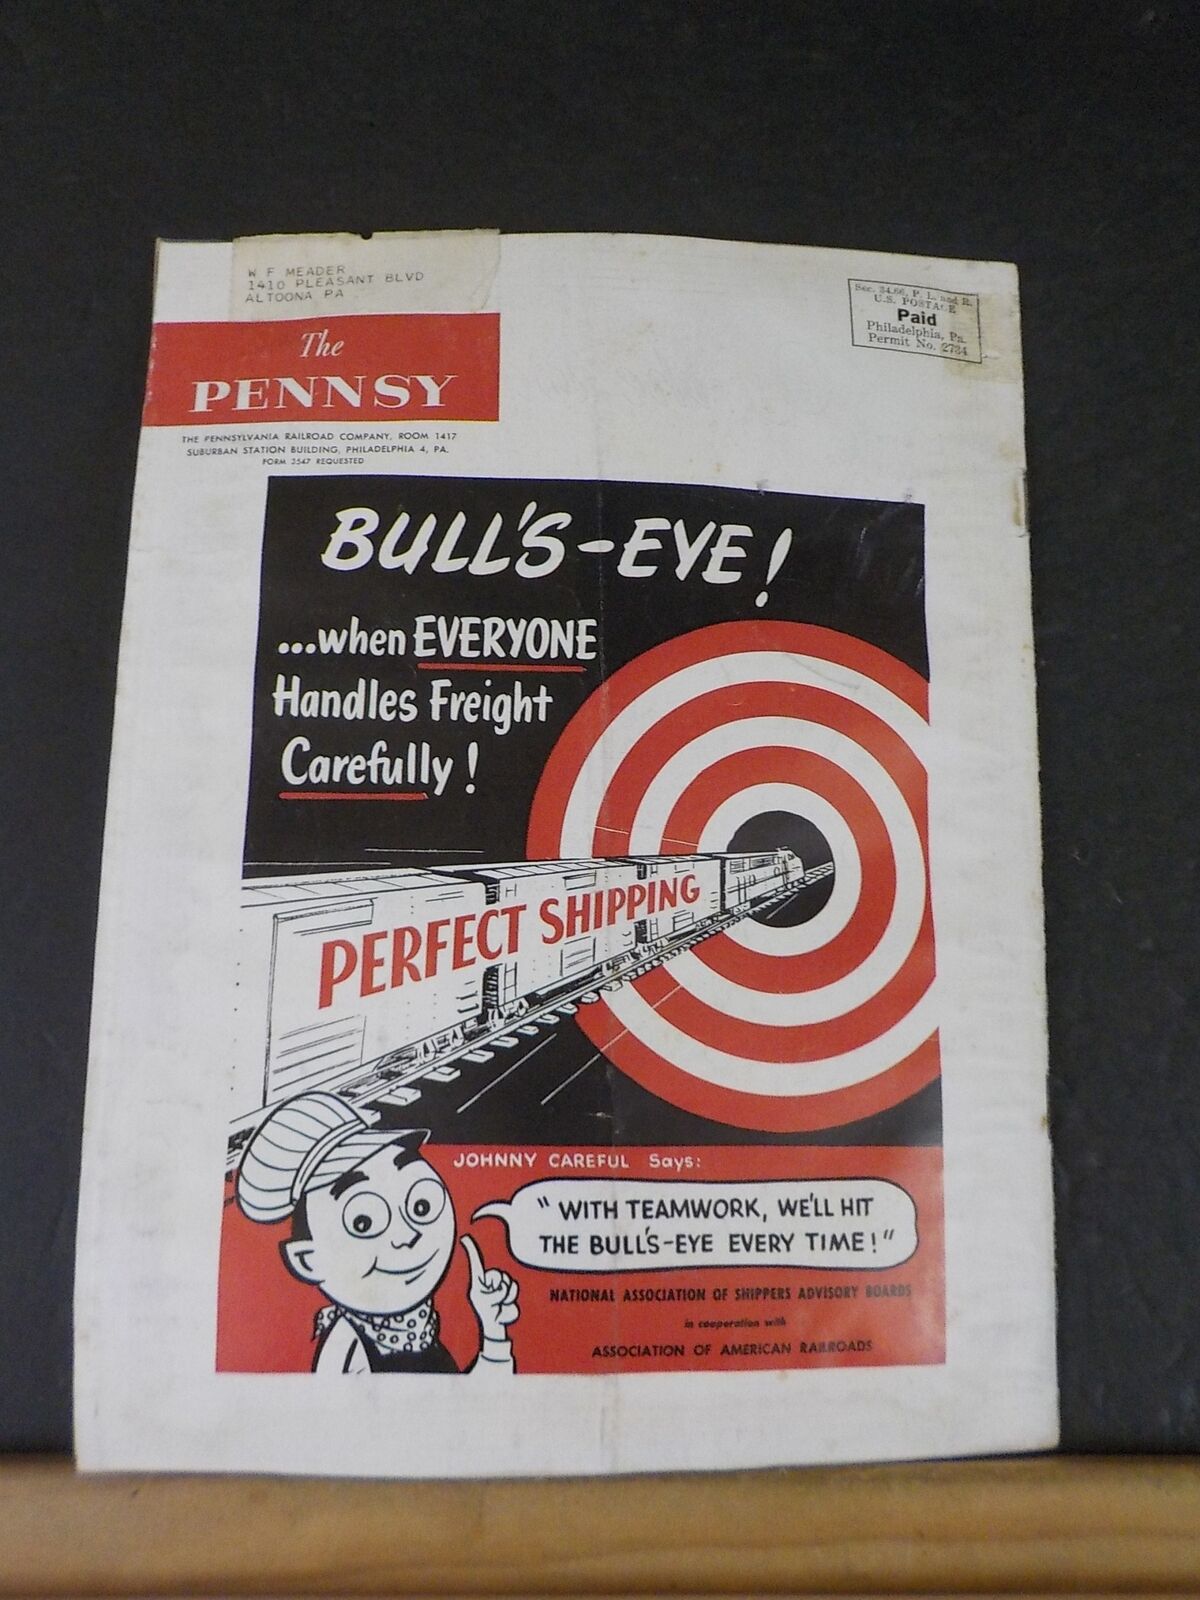 W F MEADER
1410 PLEASANT BLVD
ALTOONA PA
Sec. 34.66, P. L. and R.
U.S. POSTAGE
Paid
Philadelphia, Pa.
Permit No. 2734
The
PENNSY
THE PENNSYLVANIA RAILROAD COMPANY, ROOM 1417
SUBURBAN STATION BUILDING, PHILADELPHIA 4, PA.
FORM 3547 REQUESTED
BULL'S-EYE!
...when EVERYONE
Handles Freight
Carefully!
PERFECT SHIPPING
JOHNNY CAREFUL Says:
"WITH TEAMWORK, WE'LL HIT
THE BULL'S-EYE EVERY TIME!"
NATIONAL ASSOCIATION OF SHIPPERS ADVISORY BOARDS
in cooperation with
ASSOCIATION OF AMERICAN RAILROADS